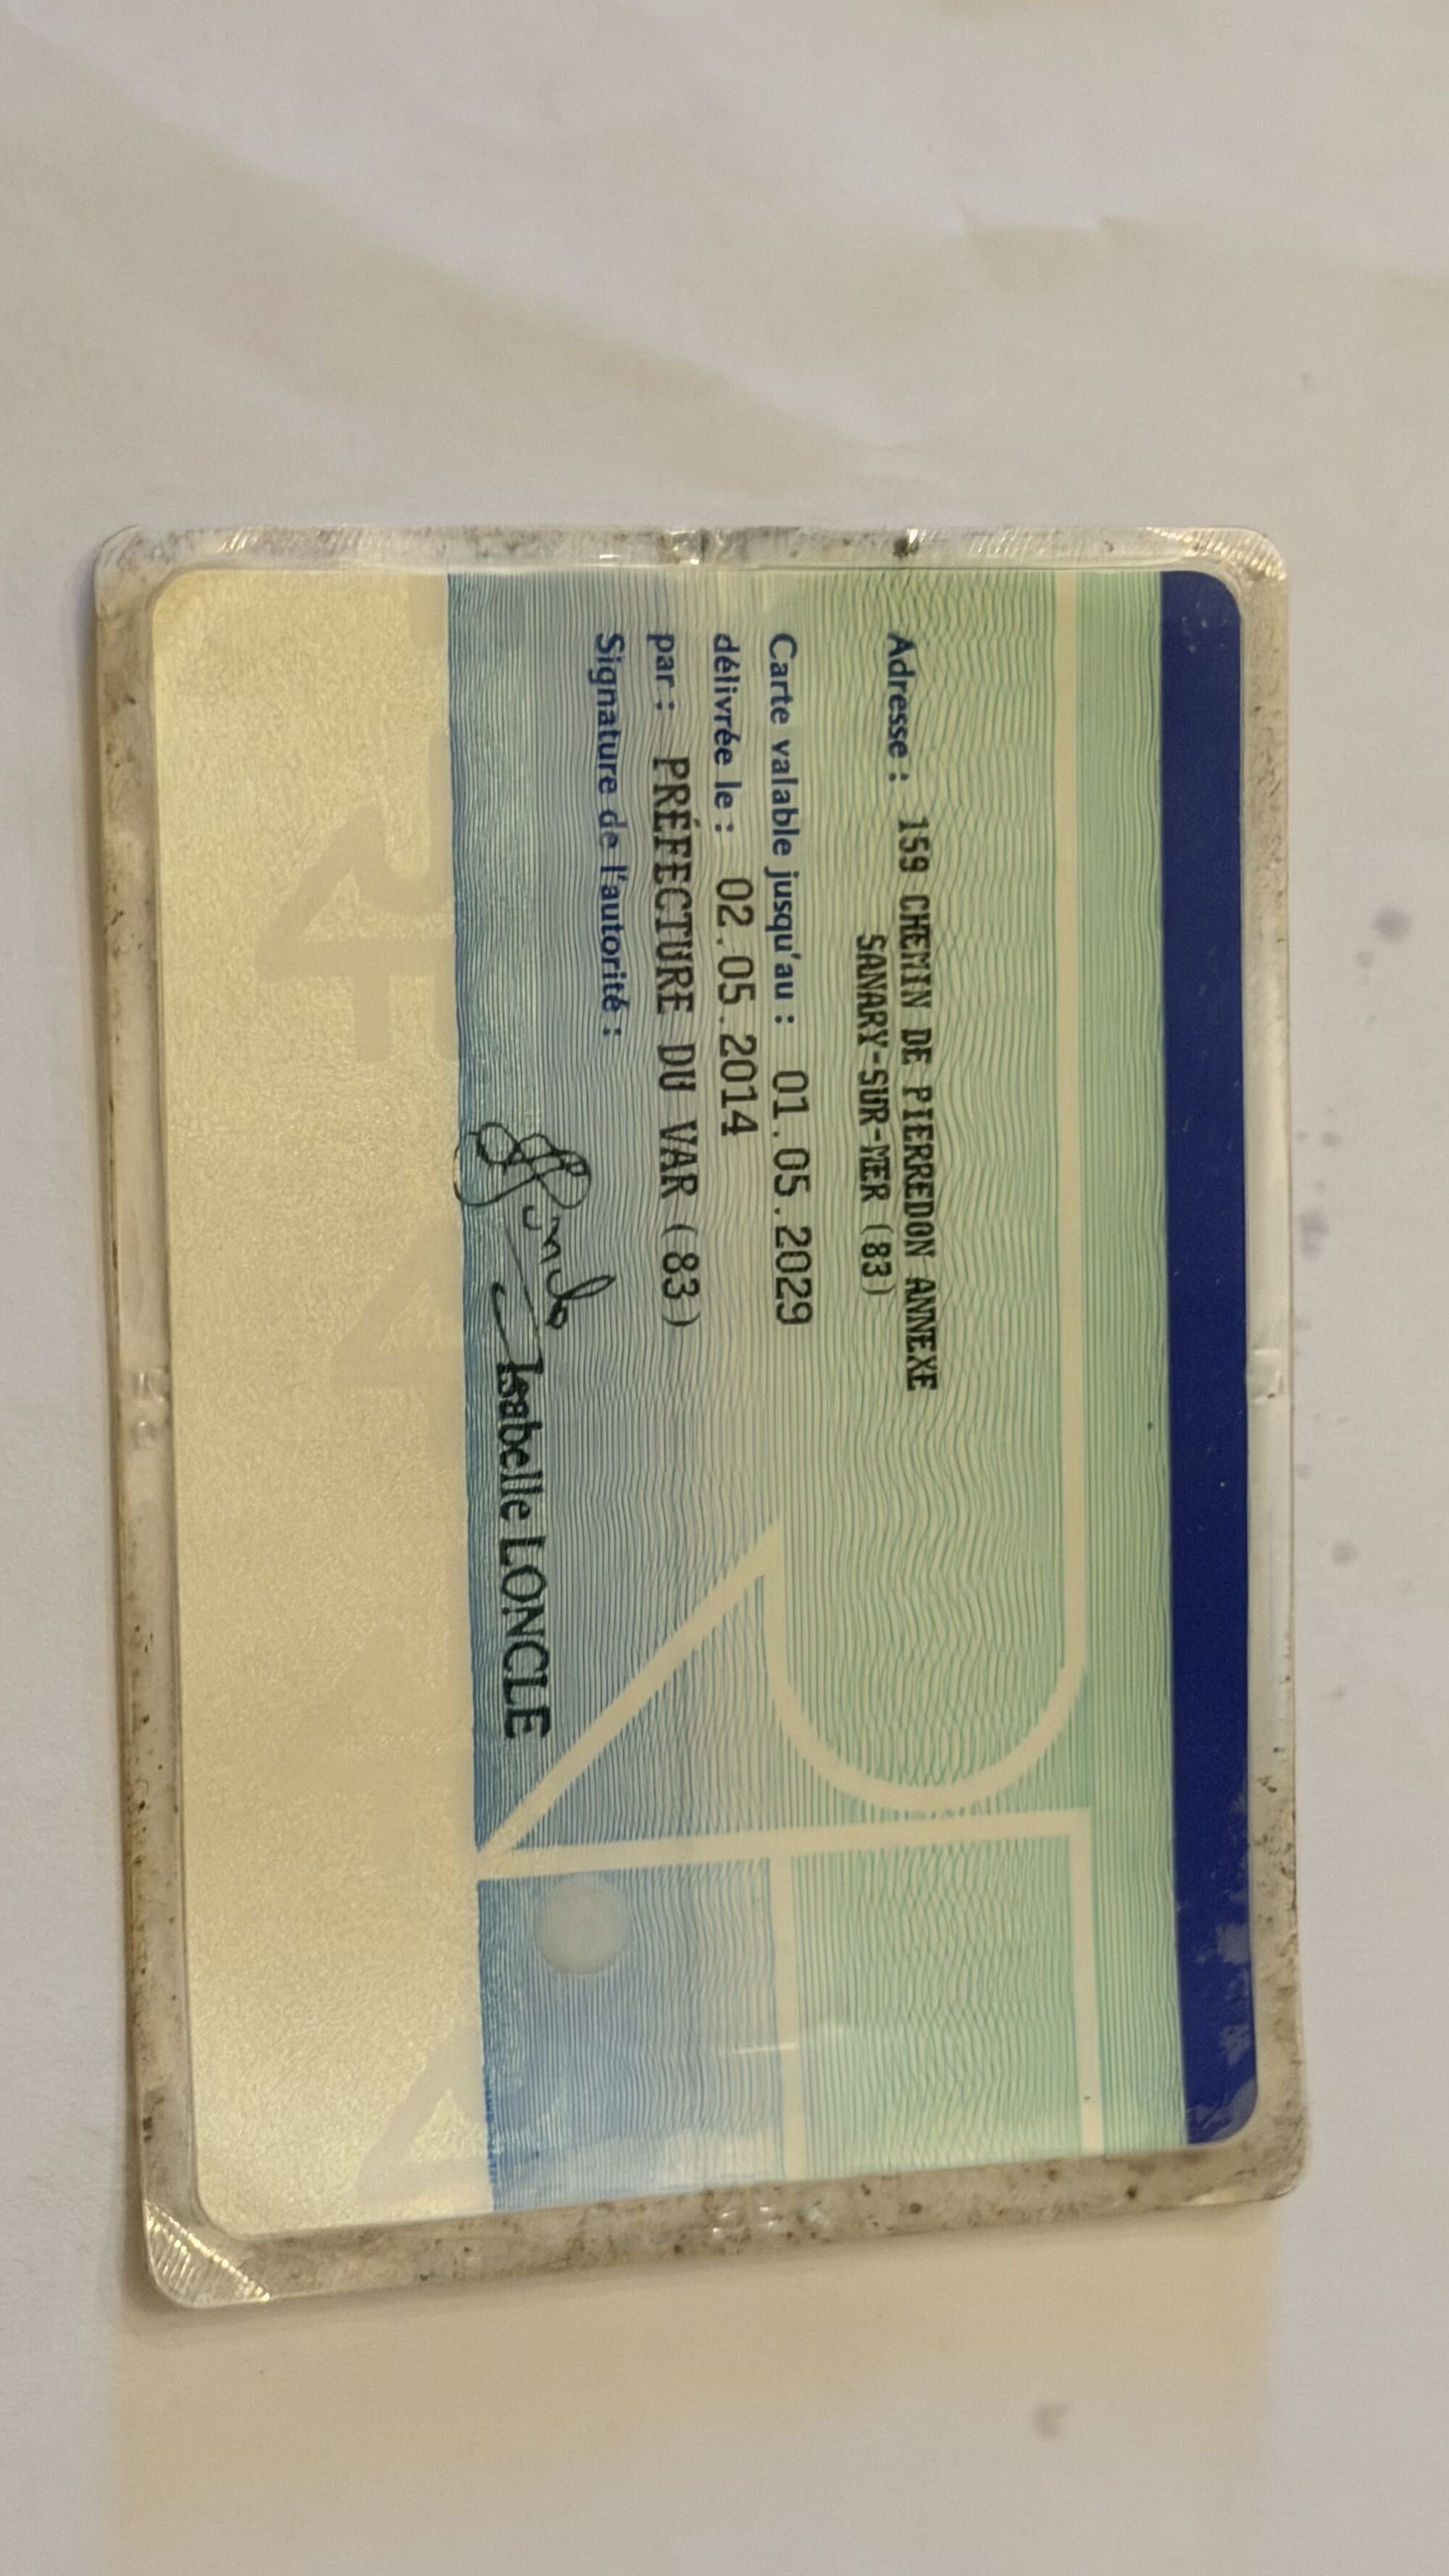 Adresse : 159 CHEMIN DE PIERREDON ANNEXE
SANARY-SUR-MER (83)
Carte valable jusqu'au : 01.05.2029
délivrée le : 02.05.2014
par : PRÉFECTURE DU VAR (83)
Signature de l'autorité :
Isabelle LONCLE
RF